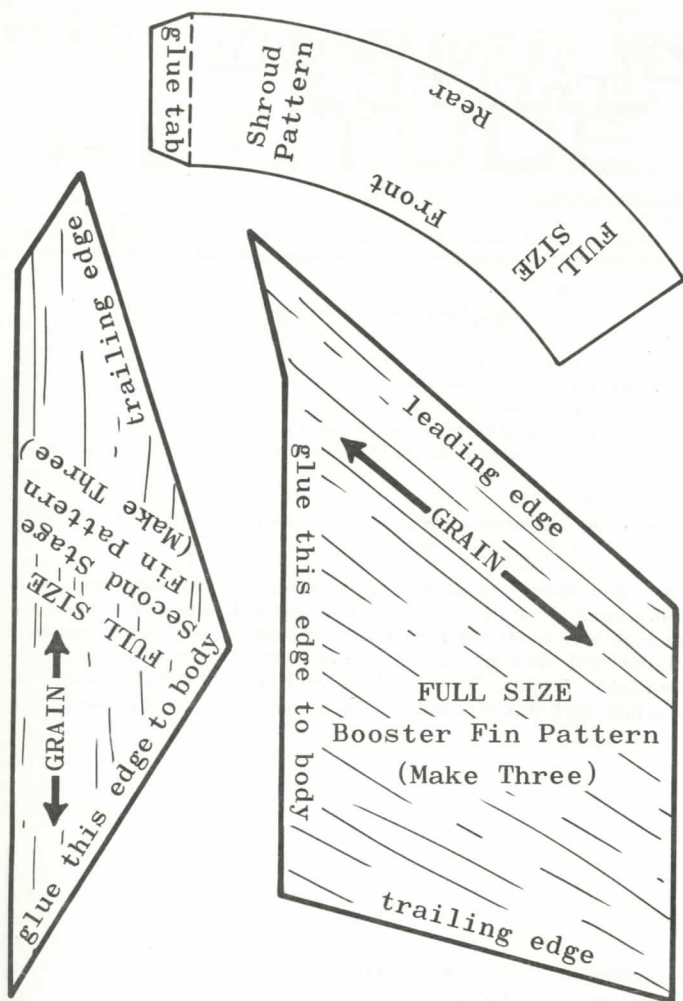 glue tab
Shroud
Pattern
Rear
Front
FULL
SIZE
trailing edge
FULL SIZE
Second Stage
Fin Pattern
(Make Three)
GRAIN
glue this edge to body
leading edge
GRAIN
glue this edge to body
FULL SIZE
Booster Fin Pattern
(Make Three)
trailing edge